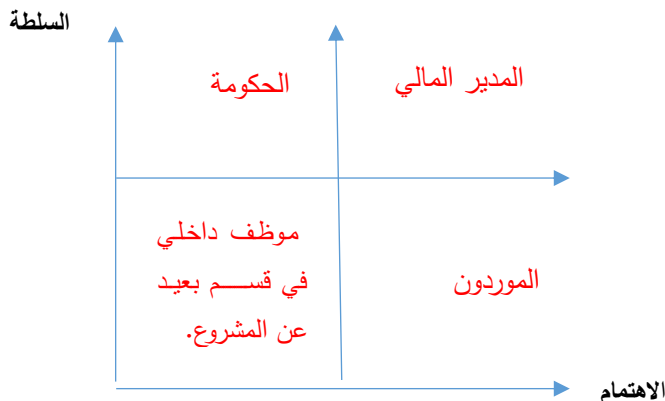 السلطة
المدير المالي
الحكومة
موظف داخلي
في قسم بعيد
عن المشروع.
الموردون
الاهتمام